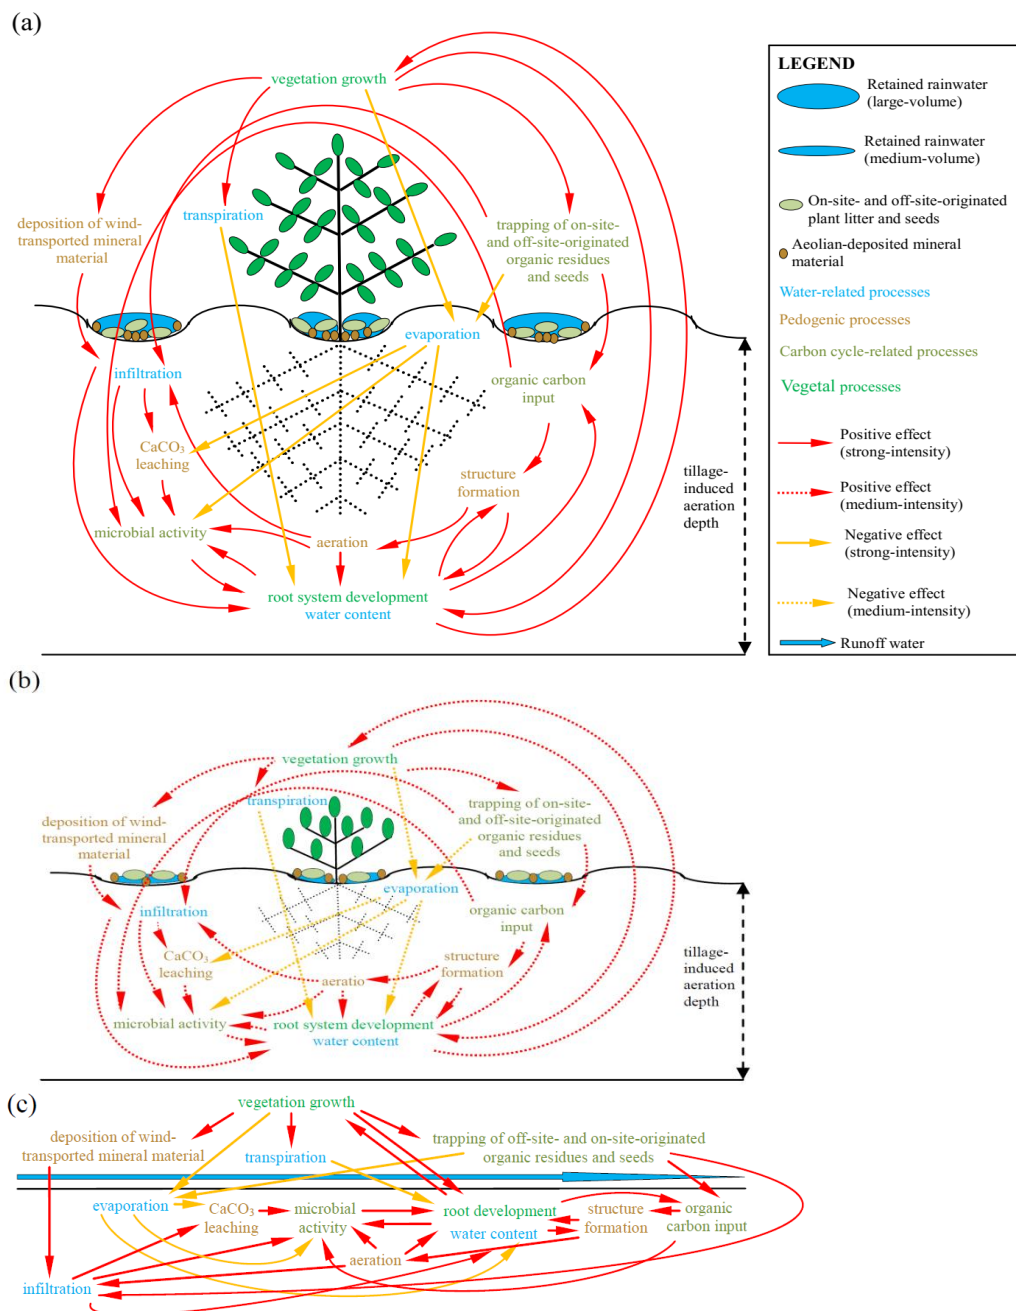 (a)
vegetation growth
deposition of wind-
transported mineral
material
transpiration
trapping of on-site-
and off-site-originated
organic residues
and seeds
evaporation
infiltration
organic carbon
input
CaCO3
leaching
structure
formation
microbial activity
aeration
root system development
water content
tillage-
induced
aeration
depth
LEGEND
Retained rainwater
(large-volume)
Retained rainwater
(medium-volume)
On-site- and off-site-originated
plant litter and seeds
Aeolian-deposited mineral
material
Water-related processes
Pedogenic processes
Carbon cycle-related processes
Vegetal processes
Positive effect
(strong-intensity)
Positive effect
(medium-intensity)
Negative effect
(strong-intensity)
Negative effect
(medium-intensity)
Runoff water
(b)
vegetation growth
transpiration
deposition of wind-
transported mineral
material
trapping of on-site-
and off-site-originated
organic residues
and seeds
evaporation
infiltration
organic carbon
input
CaCO3
leaching
structure
formation
aeratio
microbial activity
root system development
water content
tillage-
induced
aeration
depth
(c)
vegetation growth
deposition of wind-
transported mineral material
transpiration
trapping of off-site- and on-site-originated
organic residues and seeds
evaporation
CaCO3
leaching
microbial
activity
root development
water content
structure
formation
organic
carbon input
aeration
infiltration